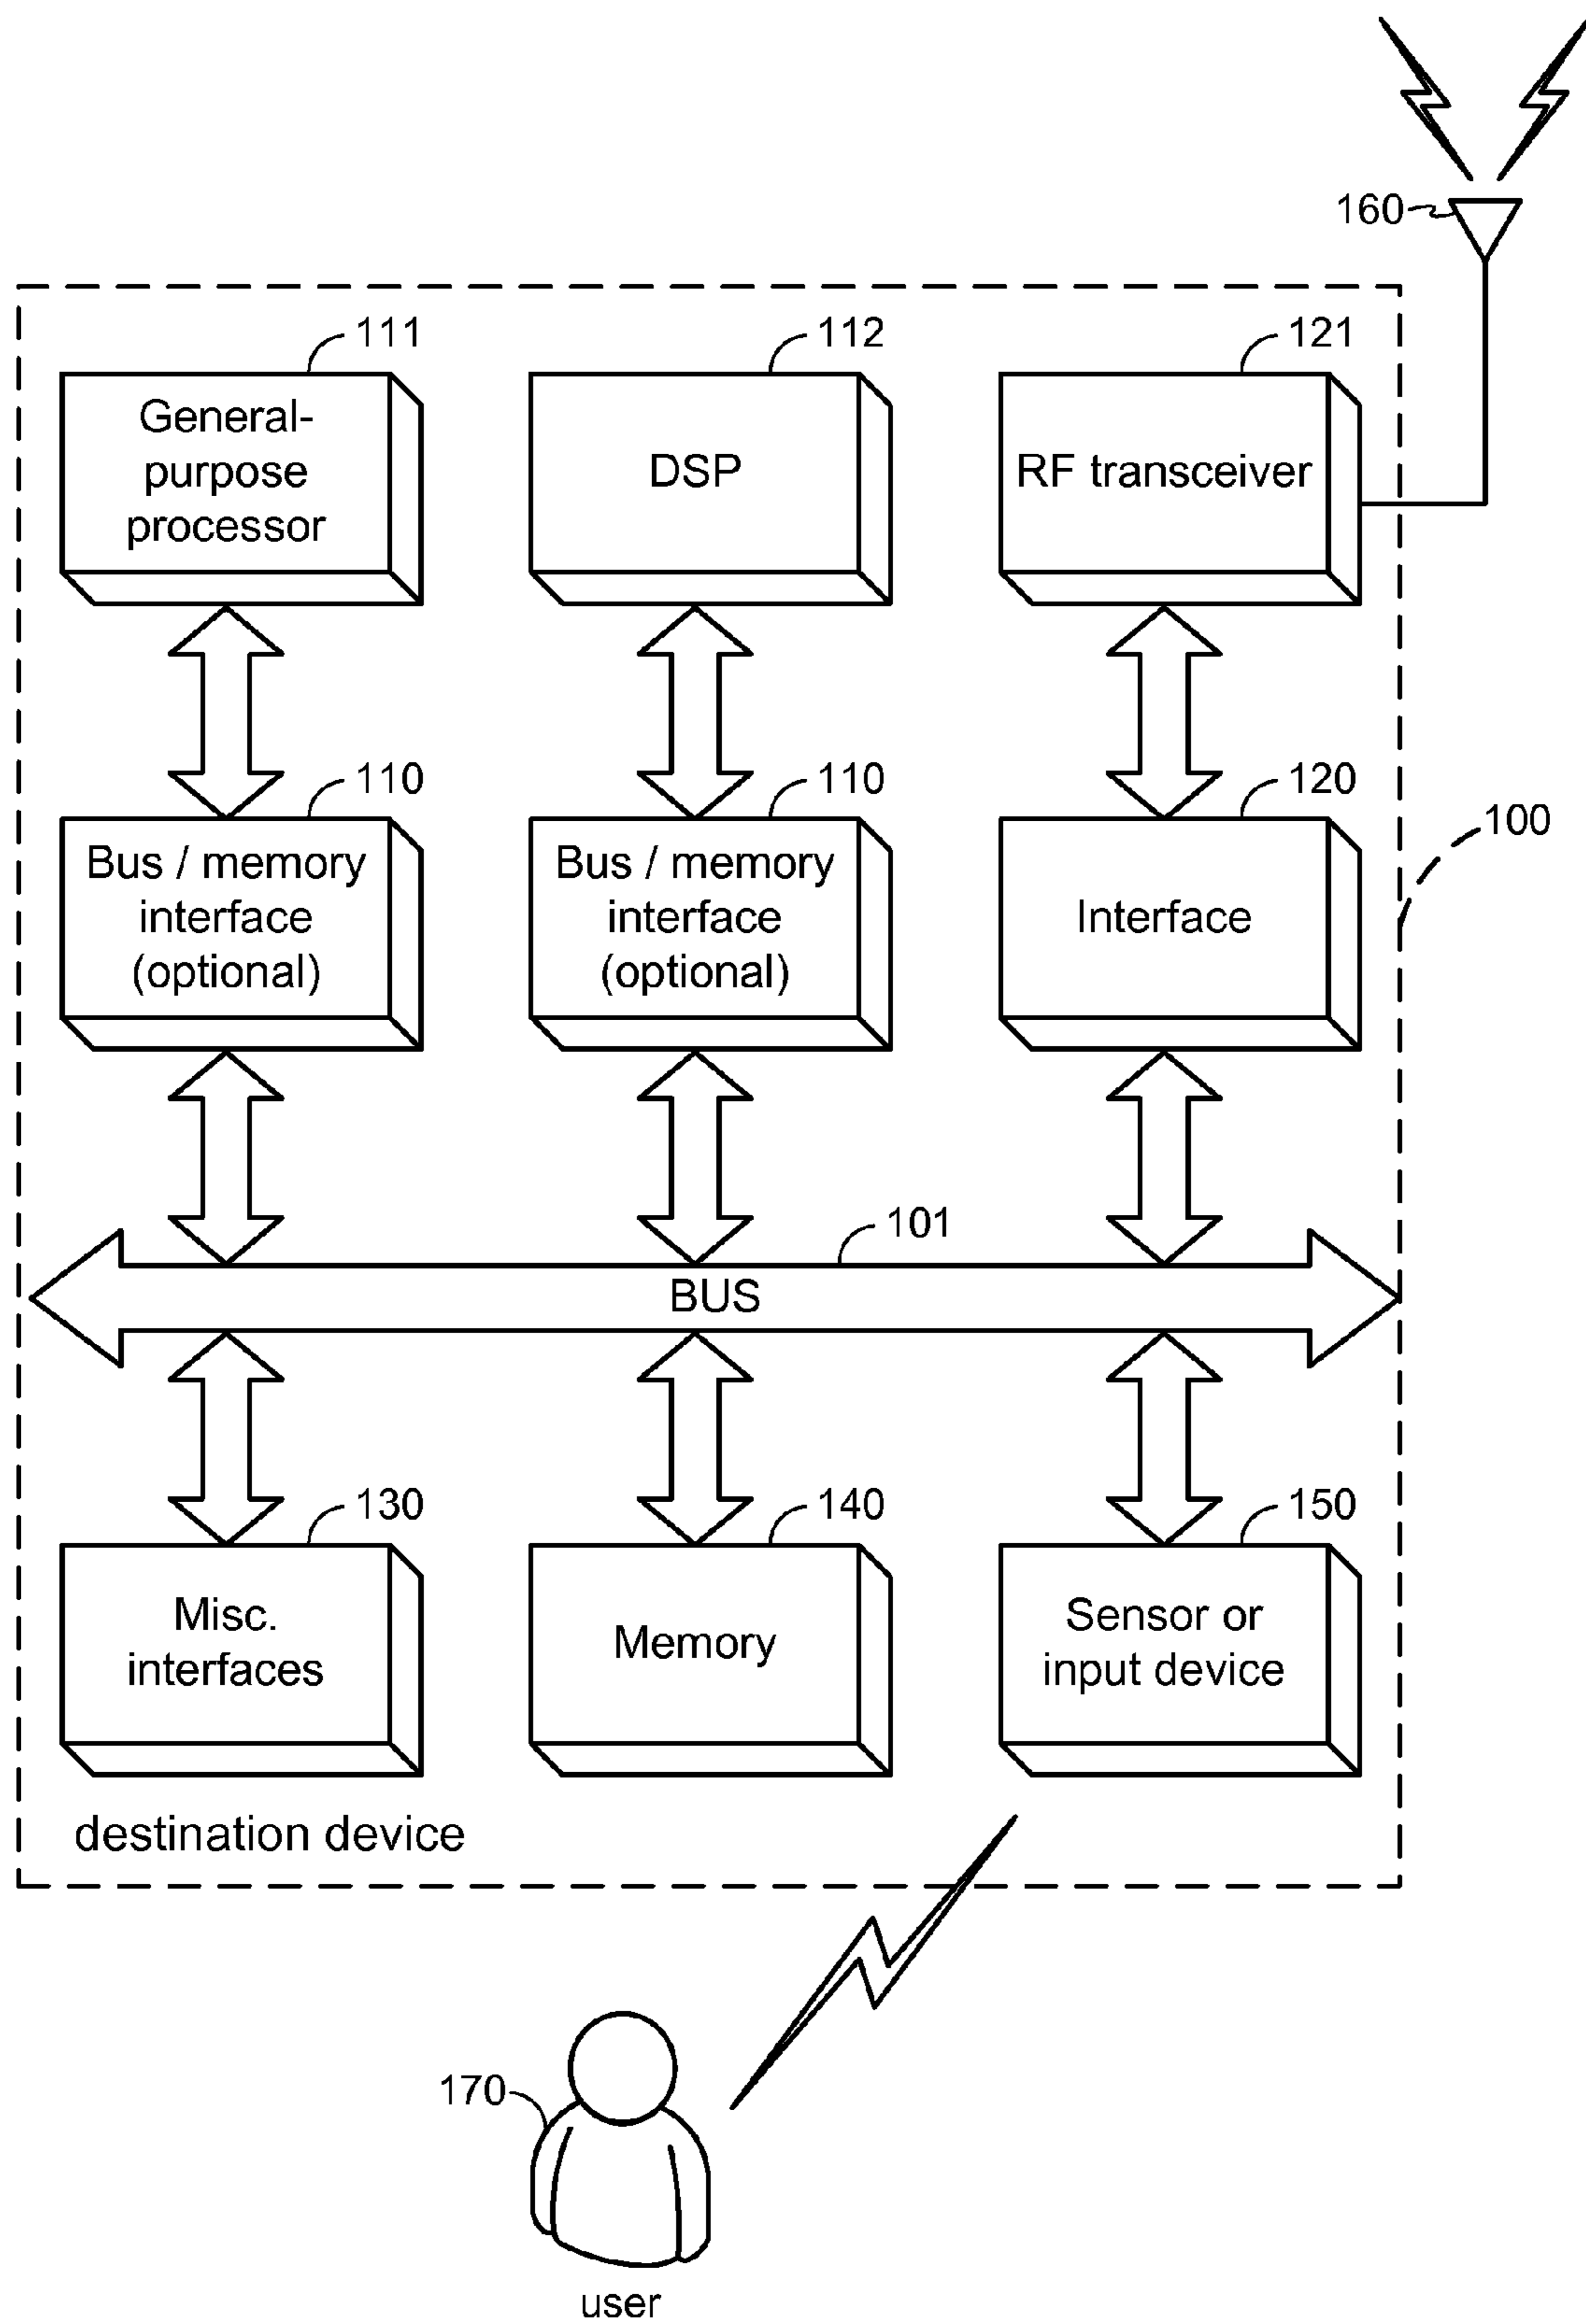 160
111
112
121
General-
purpose
processor
DSP
RF transceiver
110
110
120
100
Bus / memory
interface
(optional)
Bus / memory
interface
(optional)
Interface
101
BUS
130
140
150
Misc.
interfaces
Memory
Sensor or
input device
destination device
170
user